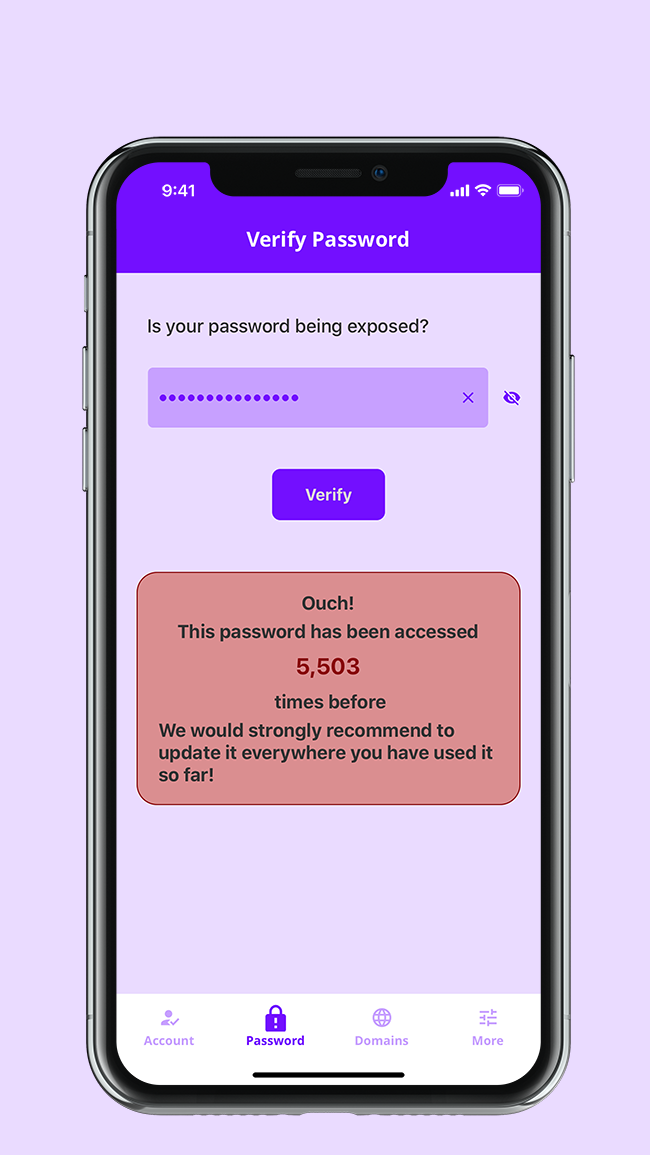 9:41
Verify Password
Is your password being exposed?
•••••••••••••••
Verify
Ouch!
This password has been accessed
5,503
times before
We would strongly recommend to
update it everywhere you have used it
so far!
Account
Password
Domains
More